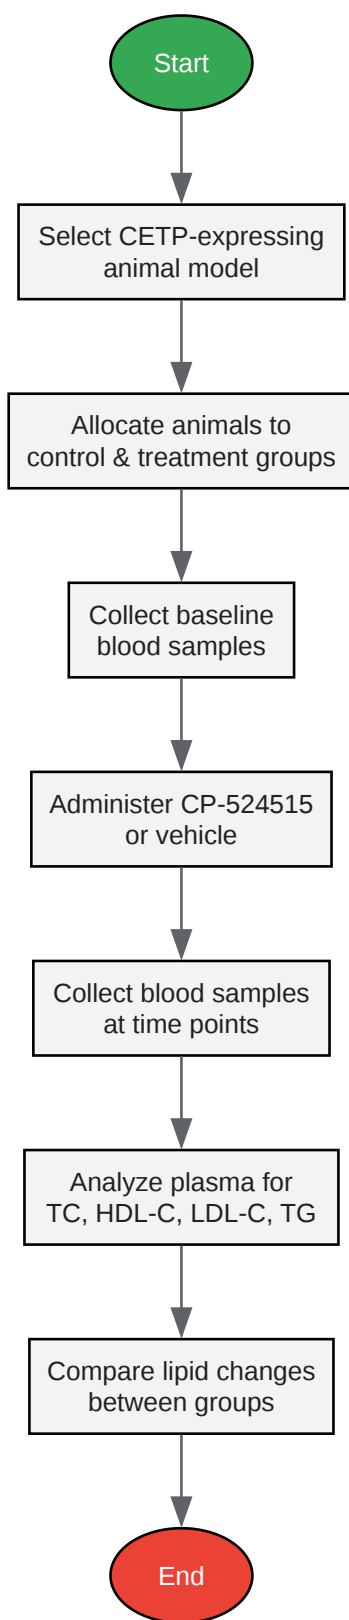 Start
Select CETP-expressing
animal model
Allocate animals to
control & treatment groups
Collect baseline
blood samples
Administer CP-524515
or vehicle
Collect blood samples
at time points
Analyze plasma for
TC, HDL-C, LDL-C, TG
Compare lipid changes
between groups
End